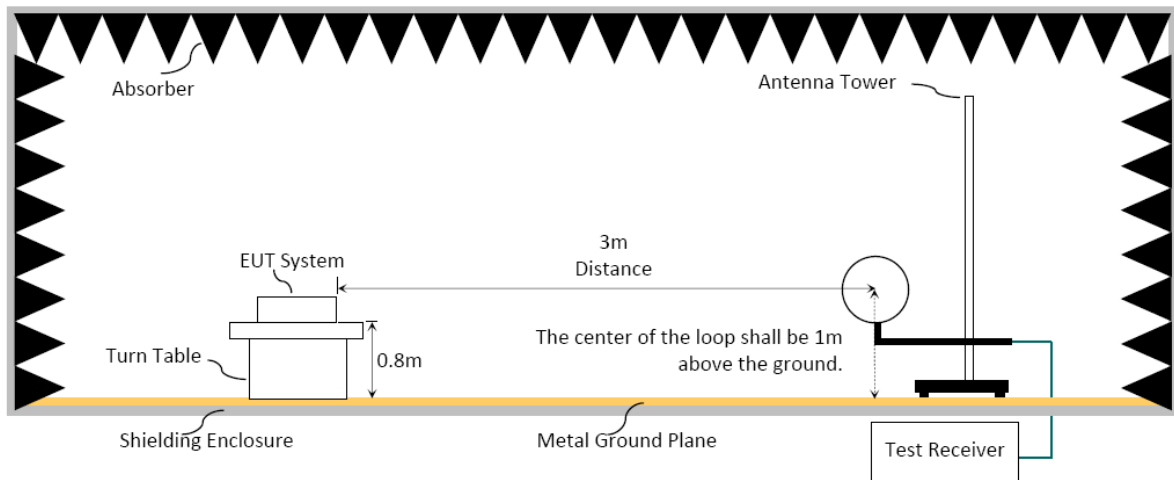 Absorber
Antenna Tower
3m
Distance
EUT System
The center of the loop shall be 1m
above the ground.
Turn Table
0.8m
Shielding Enclosure
Metal Ground Plane
Test Receiver